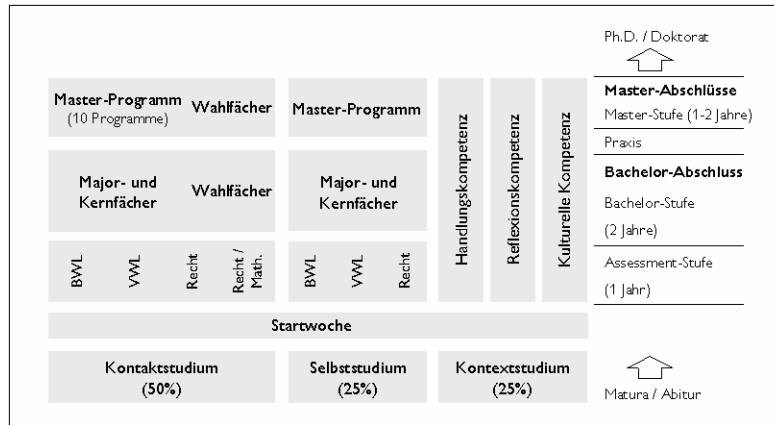 Ph.D. / Doktorat
Master-Programm
(10 Programme)
Wahlfächer
Master-Programm
Handlungskompetenz
Reflexionskompetenz
Kulturelle Kompetenz
Master-Abschlüsse
Master-Stufe (1-2 Jahre)
Praxis
Major- und
Kernfächer
Wahlfächer
Major- und
Kernfächer
Bachelor-Abschluss
Bachelor-Stufe
(2 Jahre)
BWL
VWL
Recht
Recht /
Math.
BWL
VWL
Recht
Assessment-Stufe
(1 Jahr)
Startwoche
Kontaktstudium
(50%)
Selbststudium
(25%)
Kontextstudium
(25%)
Matura / Abitur